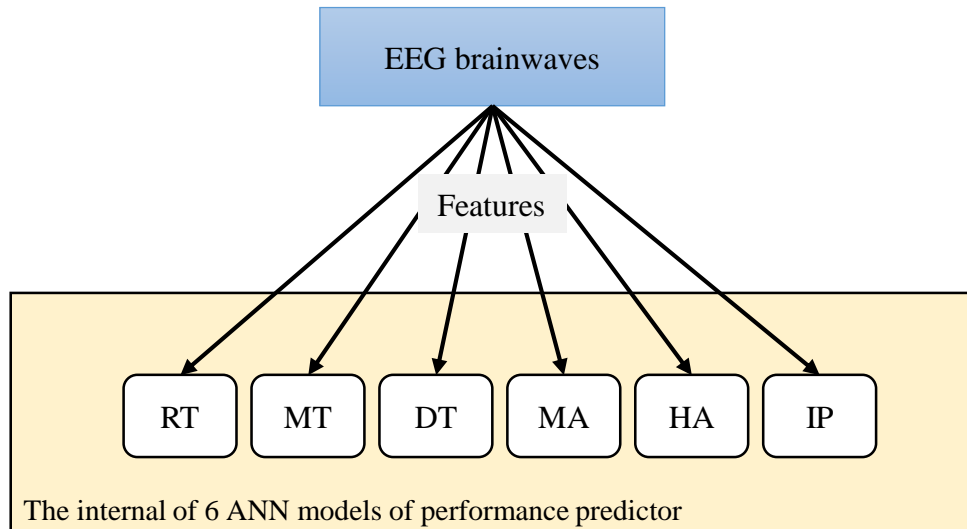 EEG brainwaves
Features
RT MT DT MA HA IP
The internal of 6 ANN models of performance predictor